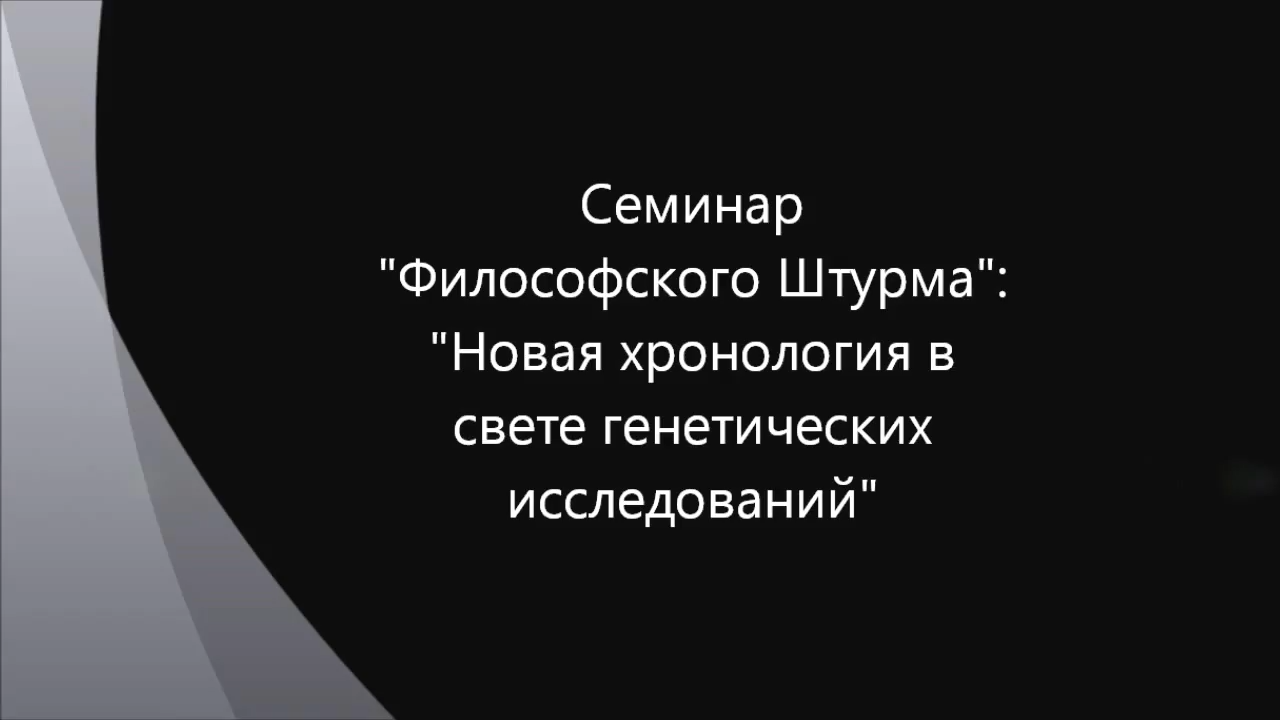 Семинар
"Философского Штурма":
"Новая хронология в
свете генетических
исследований"